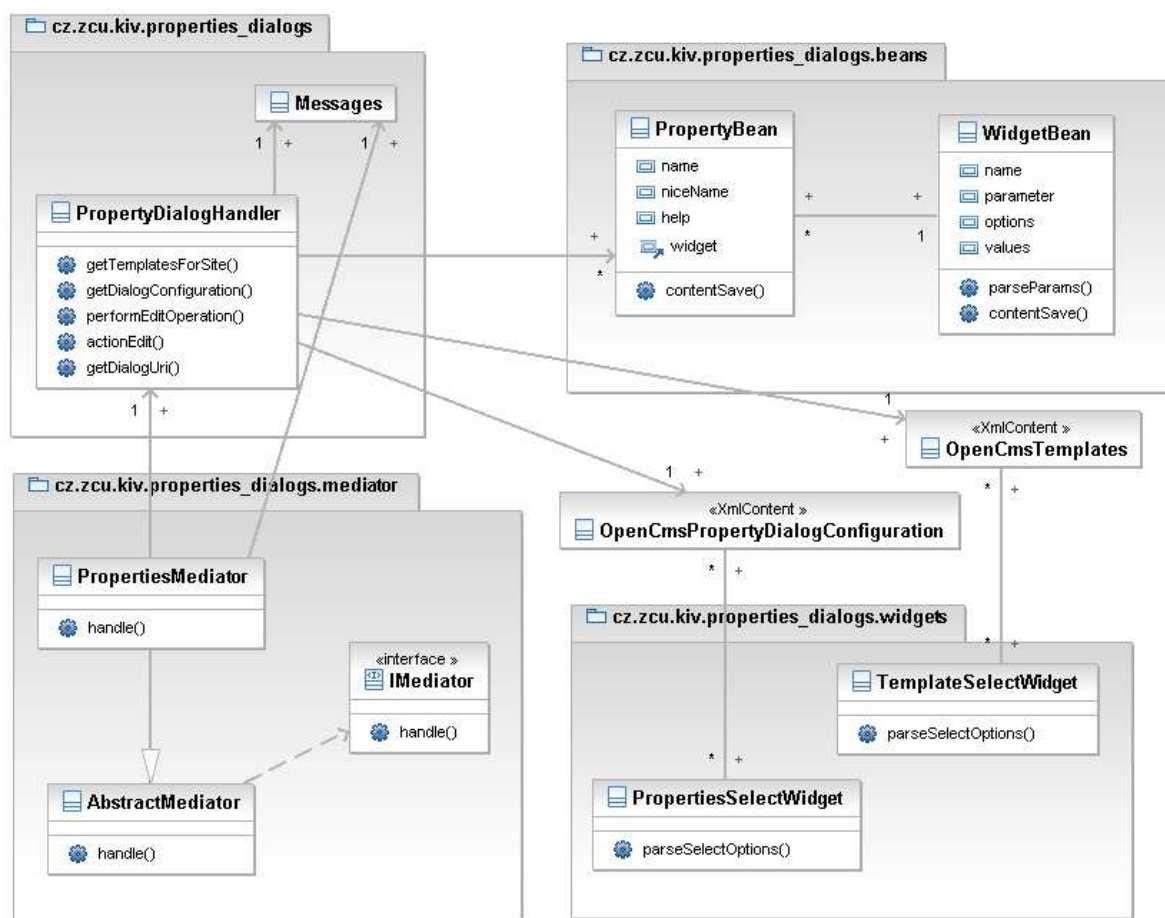 cz.zcu.kiv.properties_dialogs
Messages
1 +
1 +
PropertyDialogHandler
getTemplatesForSite()
getDialogConfiguration()
performEditOperation()
actionEdit()
getDialogUri()
1 +
cz.zcu.kiv.properties_dialogs.beans
PropertyBean
name
niceName
help
widget
contentSave()
WidgetBean
name
parameter
options
values
parseParams()
contentSave()
+ +
* 1
+
*
1
+
«XmlContent »
OpenCmsTemplates
* +
1 +
«XmlContent »
OpenCmsPropertyDialogConfiguration
* +
cz.zcu.kiv.properties_dialogs.mediator
PropertiesMediator
handle()
«interface »
IMediator
handle()
AbstractMediator
handle()
cz.zcu.kiv.properties_dialogs.widgets
* +
TemplateSelectWidget
parseSelectOptions()
* +
PropertiesSelectWidget
parseSelectOptions()